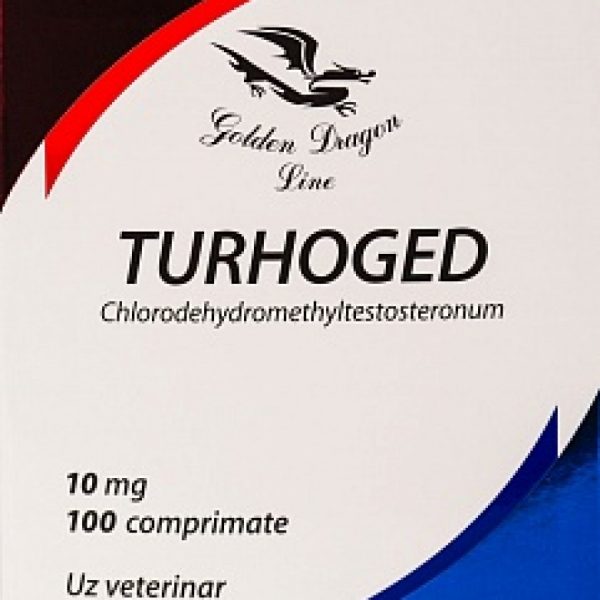 Golden Dragon
Line
TURHOGED
Chlorodehydromethyltestosteronum
10 mg
100 comprimate
Uz veterinar